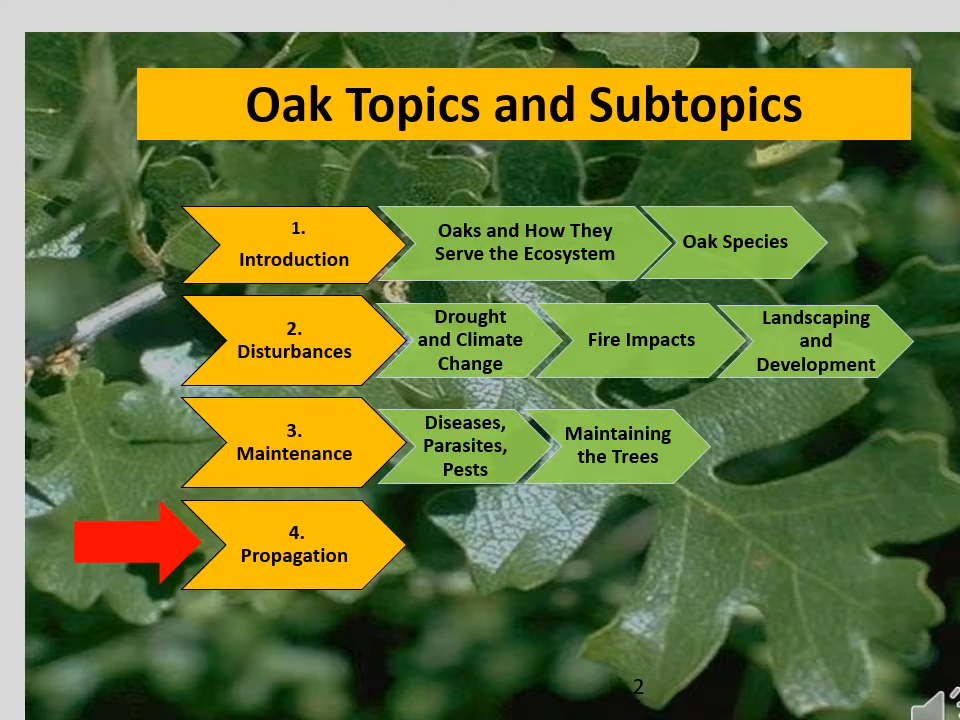 Oak Topics and Subtopics
1.
Introduction
Oaks and How They
Serve the Ecosystem
Oak Species
2.
Disturbances
Drought
and Climate
Change
Fire Impacts
Landscaping
and
Development
3.
Maintenance
Diseases,
Parasites,
Pests
Maintaining
the Trees
4.
Propagation
2